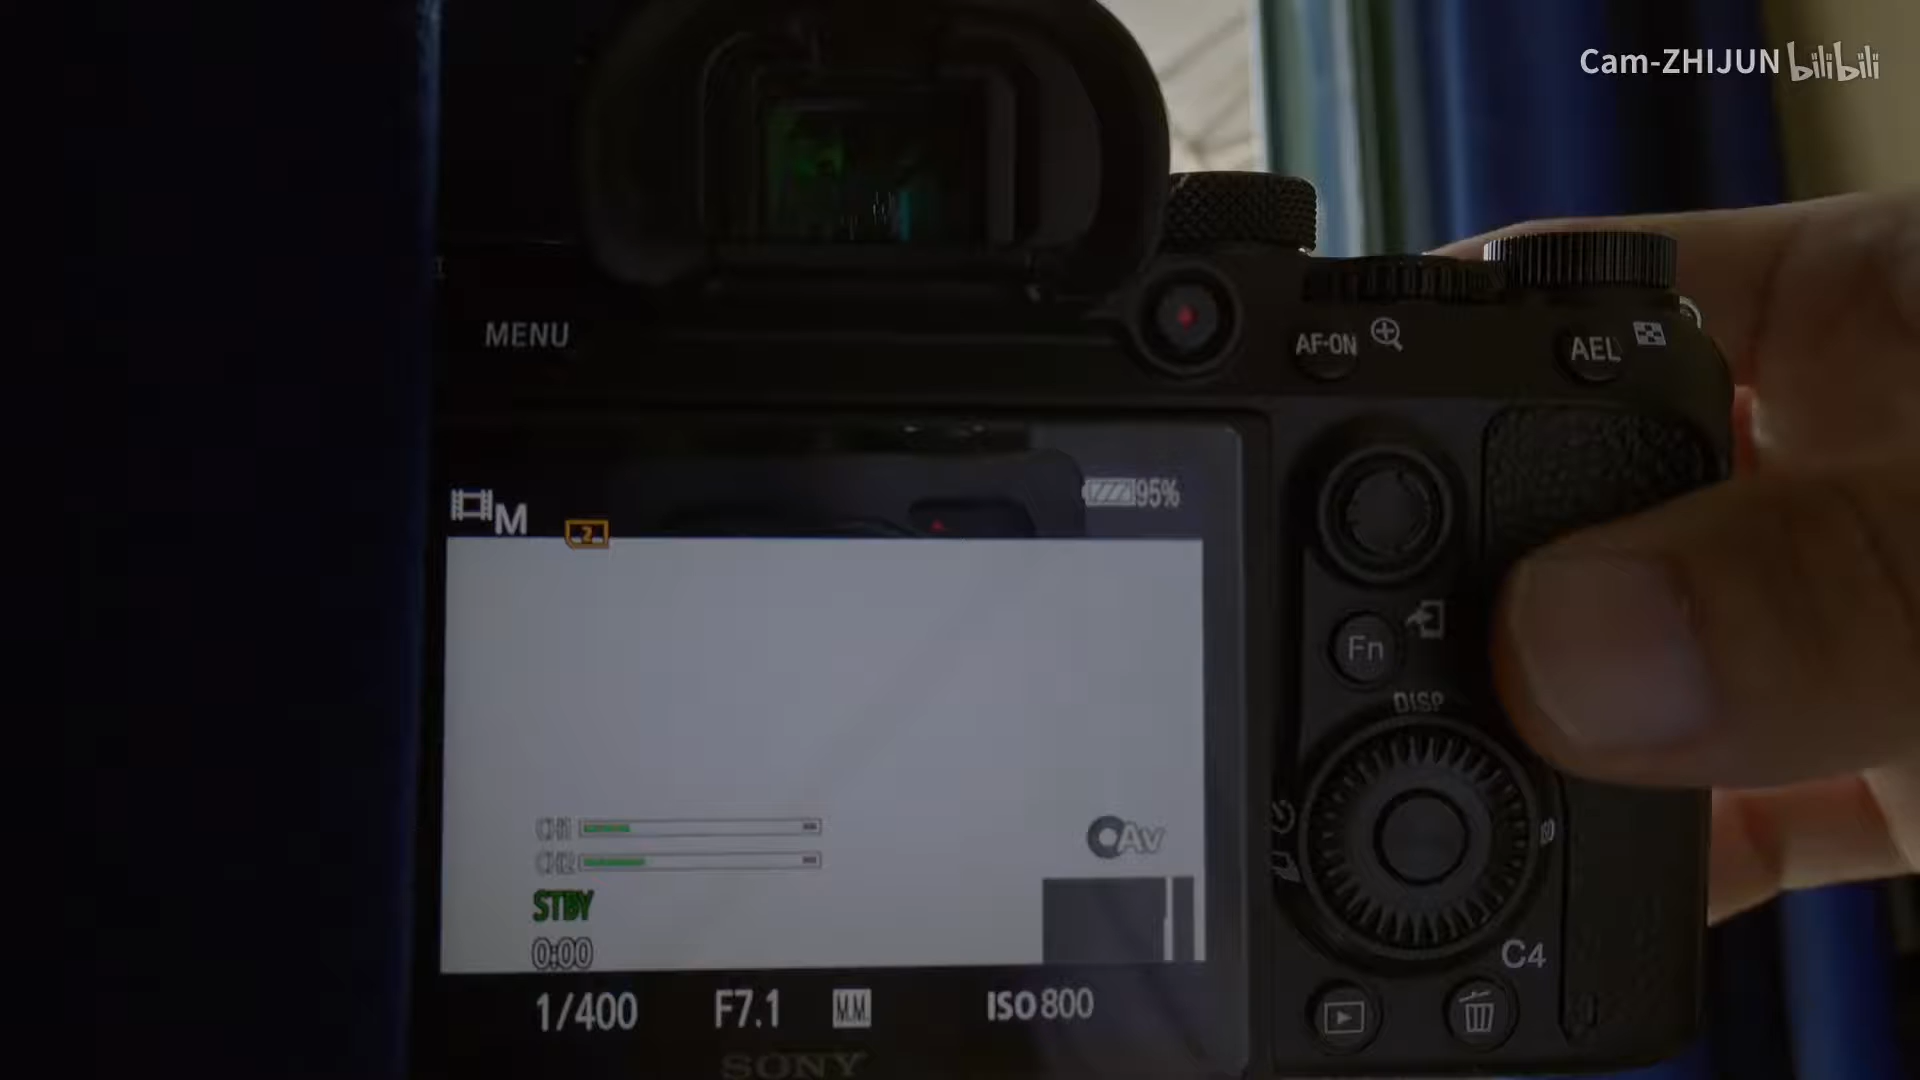 Cam-ZHIJUN bilibili
MENU
AF-ON
AEL
M
2
95%
Fn
DISP
CH1
CH2
Av
STBY
0:00
C4
1/400 F7.1 M.M. ISO 800
SONY